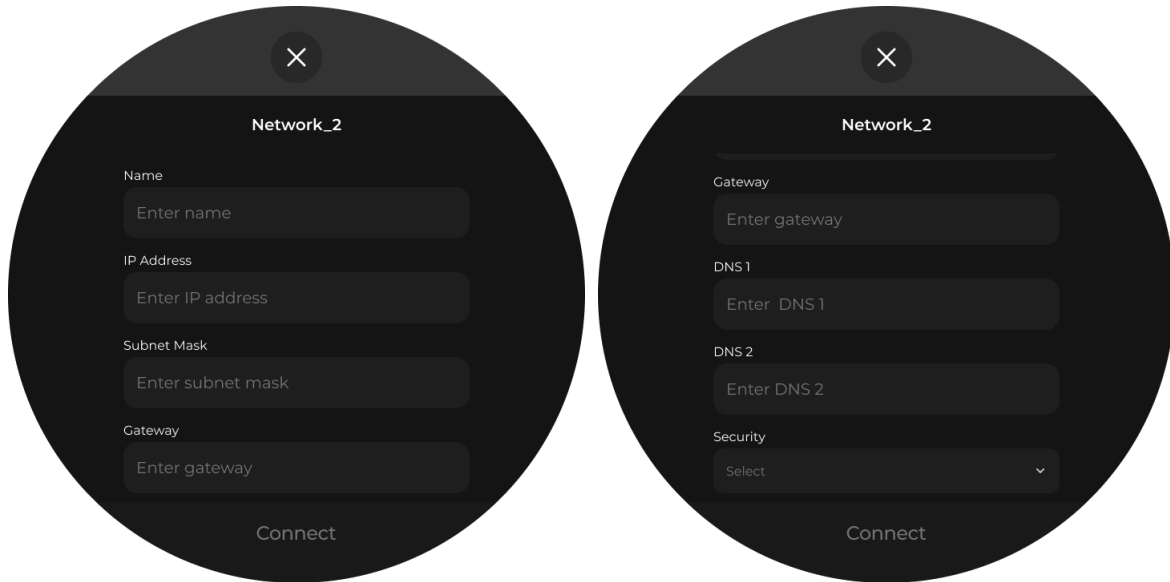 Network_2
Name
Enter name
IP Address
Enter IP address
Subnet Mask
Enter subnet mask
Gateway
Enter gateway
Connect
Network_2
Gateway
Enter gateway
DNS 1
Enter  DNS 1
DNS 2
Enter DNS 2
Security
Select
Connect